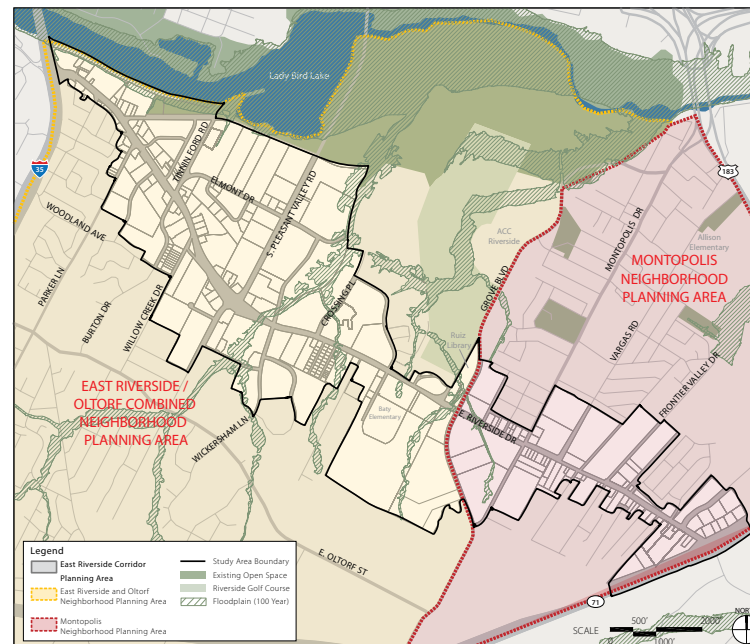 Lady Bird Lake
TINNIN FORD RD
ELMONT DR
S. PLEASANT VALLEY RD
35
WOODLAND AVE
PARKER LN
BURTON DR
WILLOW CREEK DR
CROSSING PL
ACC
Riverside
GROVE BLVD
MONTOPOLIS DR
183
Allison
Elementary
MONTOPOLIS
NEIGHBORHOOD
PLANNING AREA
VARGAS RD
FRONTIER VALLEY DR
Ruiz
Library
EAST RIVERSIDE /
OLTORF COMBINED
NEIGHBORHOOD
PLANNING AREA
Baty
Elementary
E. RIVERSIDE DR
WICKERSHAM LN
E. OLTORF ST
71
Legend
East Riverside Corridor
Planning Area
East Riverside and Oltorf
Neighborhood Planning Area
Montopolis
Neighborhood Planning Area
Study Area Boundary
Existing Open Space
Riverside Golf Course
Floodplain (100 Year)
SCALE
500'
2000'
1000'